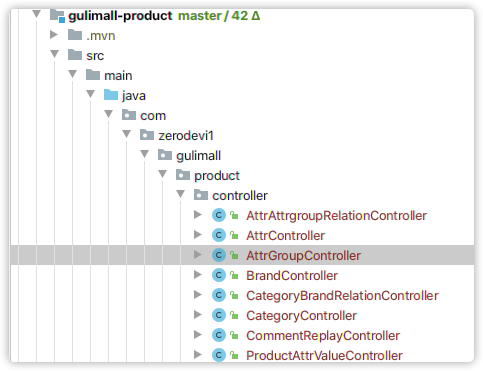 gulimall-product master / 42 Δ
.mvn
src
main
java
com
zerodevi1
gulimall
product
controller
C AttrAttrgroupRelationController
C AttrController
C AttrGroupController
C BrandController
C CategoryBrandRelationController
C CategoryController
C CommentReplayController
C ProductAttrValueController